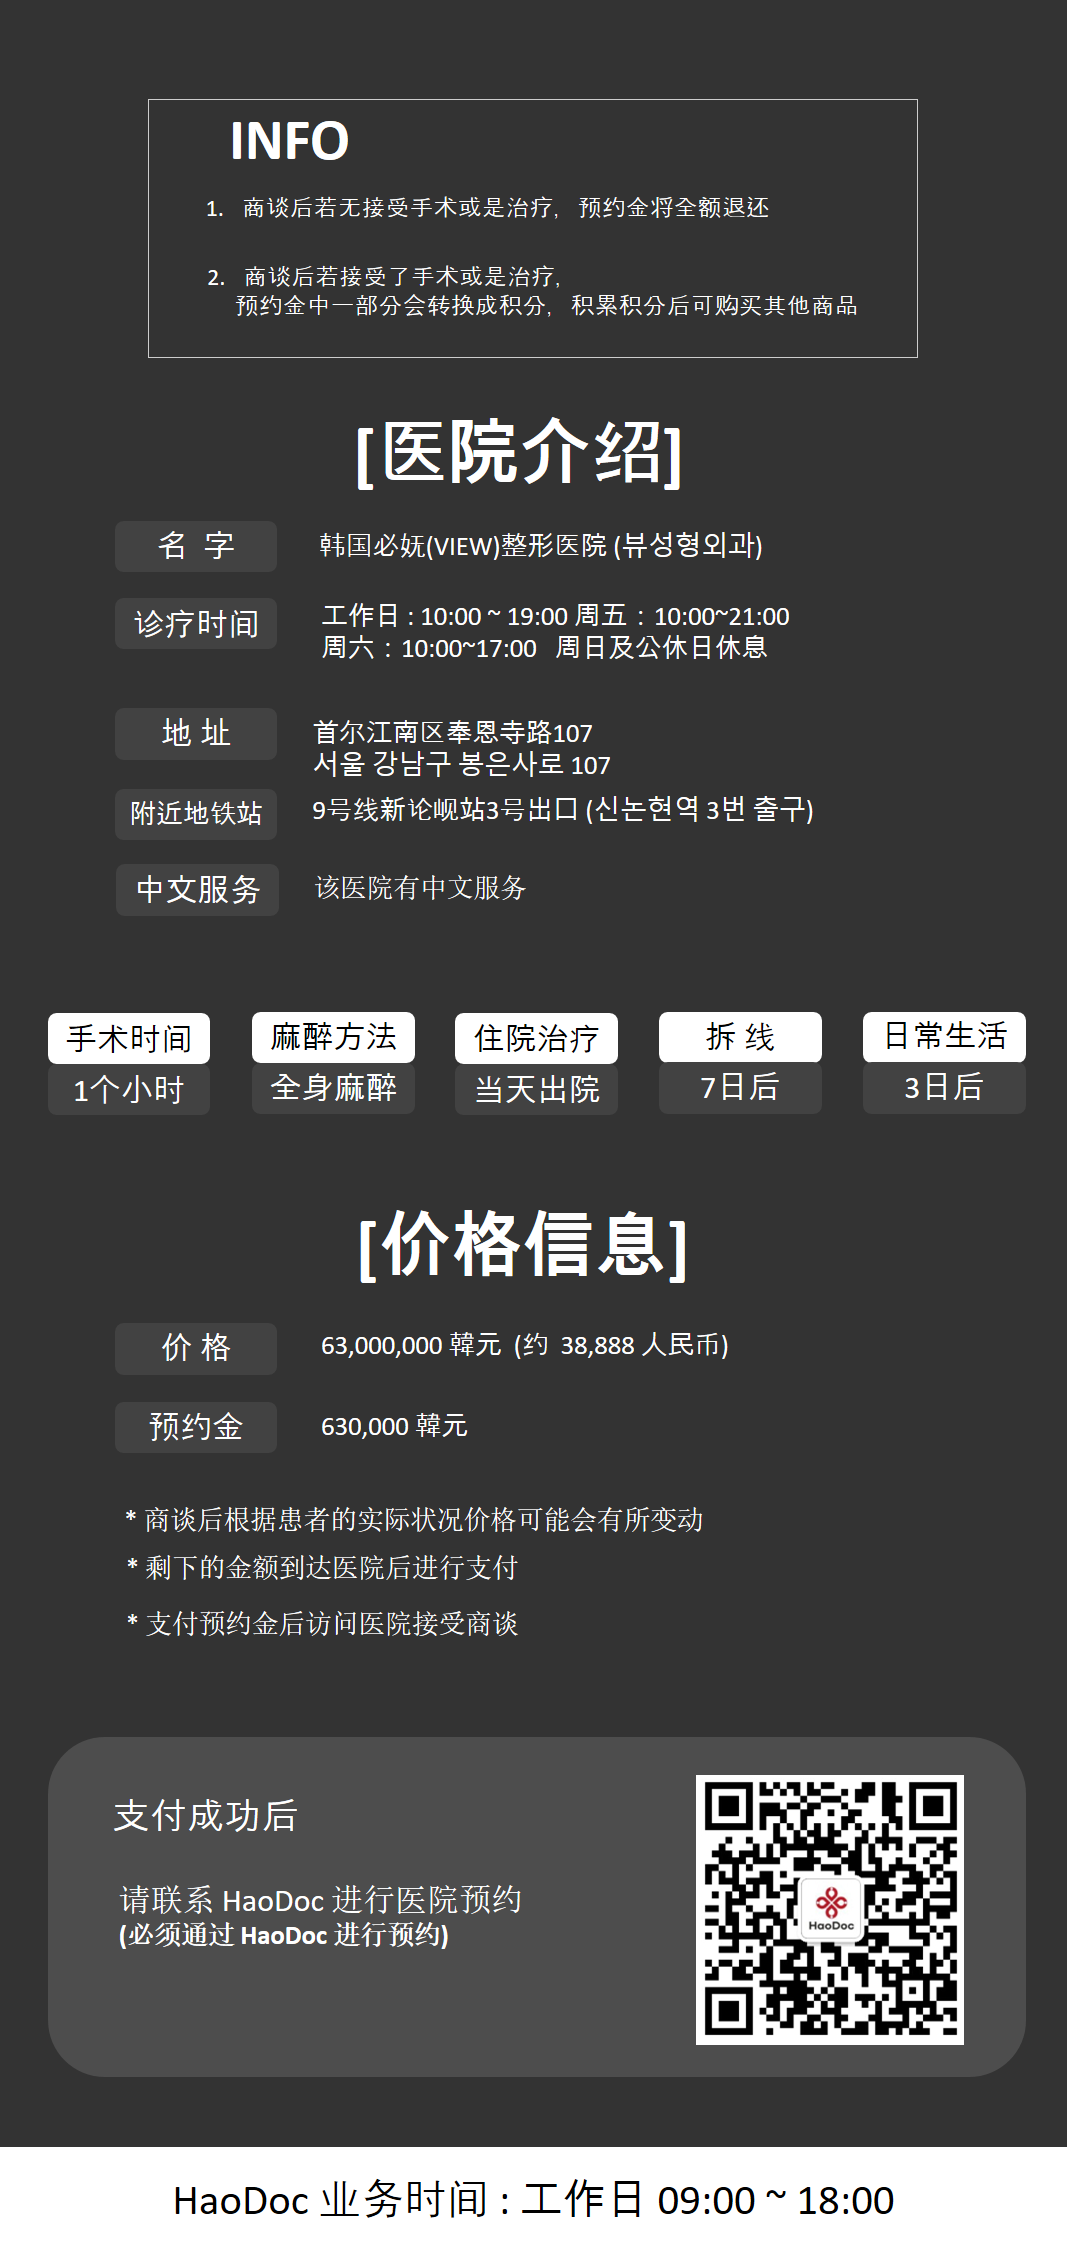 INFO
1. 商谈后若无接受手术或是治疗, 预约金将全额退还
2. 商谈后若接受了手术或是治疗,
预约金中一部分会转换成积分, 积累积分后可购买其他商品
[医院介绍]
名 字 韩国必妩(VIEW)整形医院 (뷰성형외과)
诊疗时间 工作日 : 10:00 ~ 19:00 周五 : 10:00~21:00
周六 : 10:00~17:00 周日及公休日休息
地 址 首尔江南区奉恩寺路107
서울 강남구 봉은사로 107
附近地铁站 9号线新论岘站3号出口 (신논현역 3번 출구)
中文服务 该医院有中文服务
手术时间 麻醉方法 住院治疗 拆 线 日常生活
1个小时 全身麻醉 当天出院 7日后 3日后
[价格信息]
价 格 63,000,000 韓元 (约 38,888 人民币)
预约金 630,000 韓元
* 商谈后根据患者的实际状况价格可能会有所变动
* 剩下的金额到达医院后进行支付
* 支付预约金后访问医院接受商谈
支付成功后
请联系 HaoDoc 进行医院预约
(必须通过 HaoDoc 进行预约)
HaoDoc
HaoDoc 业务时间 : 工作日 09:00 ~ 18:00